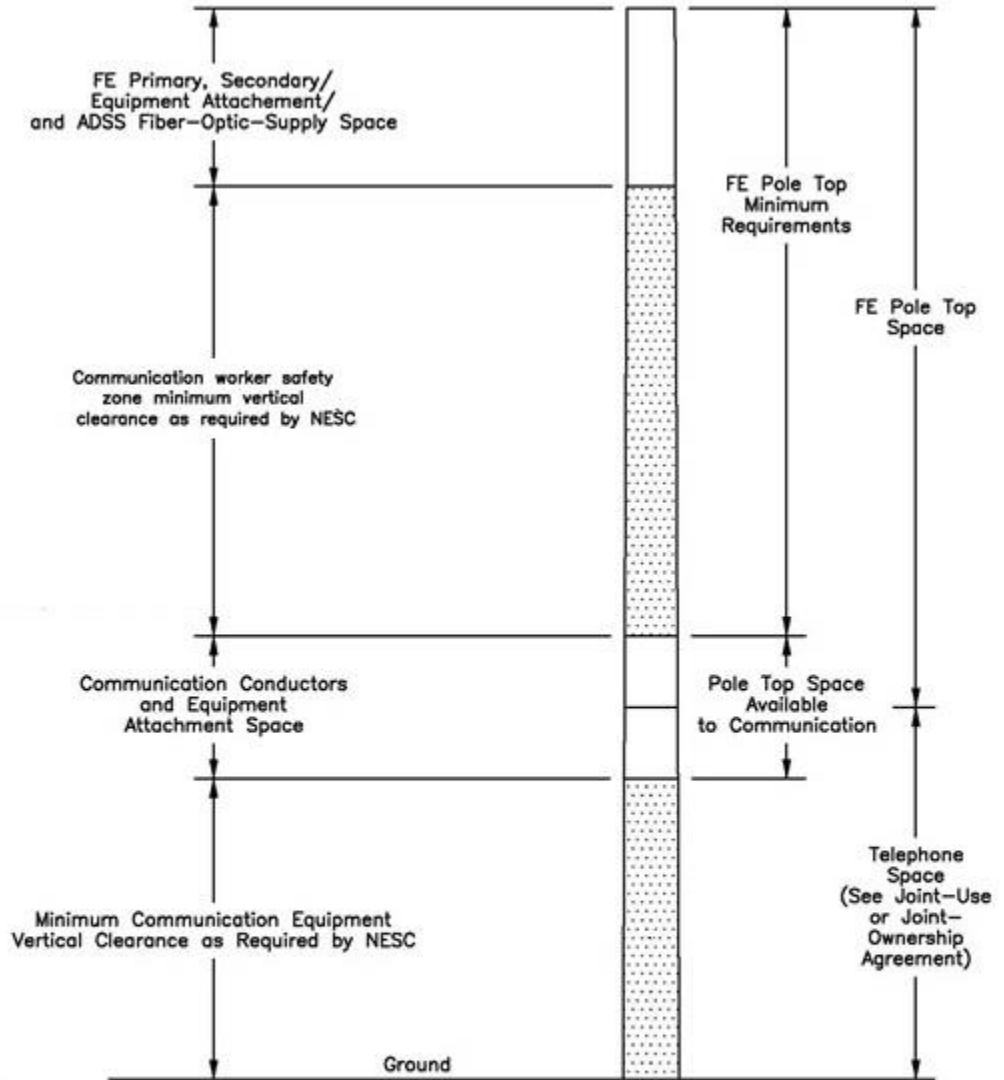 FE Primary, Secondary/
Equipment Attachement/
and ADSS Fiber-Optic-Supply Space
FE Pole Top
Minimum
Requirements
FE Pole Top
Space
Communication worker safety
zone minimum vertical
clearance as required by NESC
Communication Conductors
and Equipment
Attachment Space
Pole Top Space
Available
to Communication
Telephone
Space
(See Joint-Use
or Joint-
Ownership
Agreement)
Minimum Communication Equipment
Vertical Clearance as Required by NESC
Ground